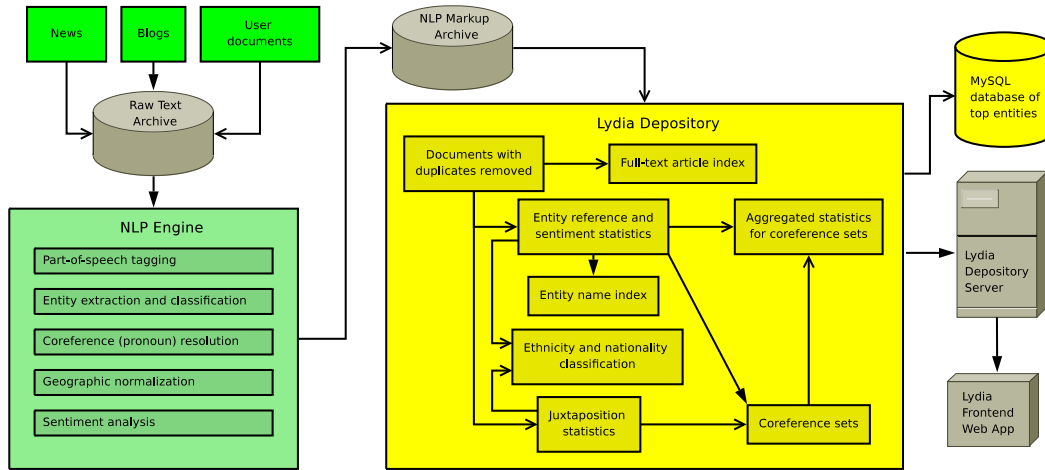 News
Blogs
User
documents
Raw Text
Archive
NLP Engine
Part-of-speech tagging
Entity extraction and classification
Coreference (pronoun) resolution
Geographic normalization
Sentiment analysis
NLP Markup
Archive
Lydia Depository
Documents with
duplicates removed
Full-text article index
Entity reference and
sentiment statistics
Aggregated statistics
for coreference sets
Entity name index
Ethnicity and nationality
classification
Juxtaposition
statistics
Coreference sets
MySQL
database of
top entities
Lydia
Depository
Server
Lydia
Frontend
Web App